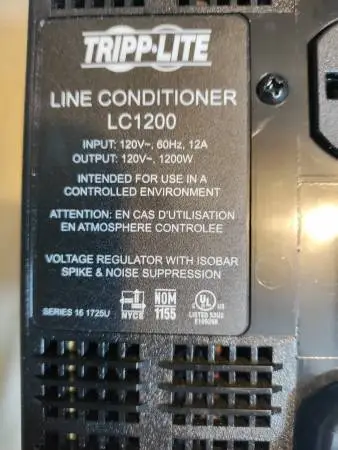 TRIPP·LITE
LINE CONDITIONER
LC1200
INPUT: 120V~, 60Hz, 12A
OUTPUT: 120V~, 1200W
INTENDED FOR USE IN A
CONTROLLED ENVIRONMENT
ATTENTION: EN CAS D'UTILISATION
EN ATMOSPHERE CONTROLEE
VOLTAGE REGULATOR WITH ISOBAR
SPIKE & NOISE SUPPRESSION
SERIES 16 1725U
NYCE
NOM
1155
UL
US
LISTED